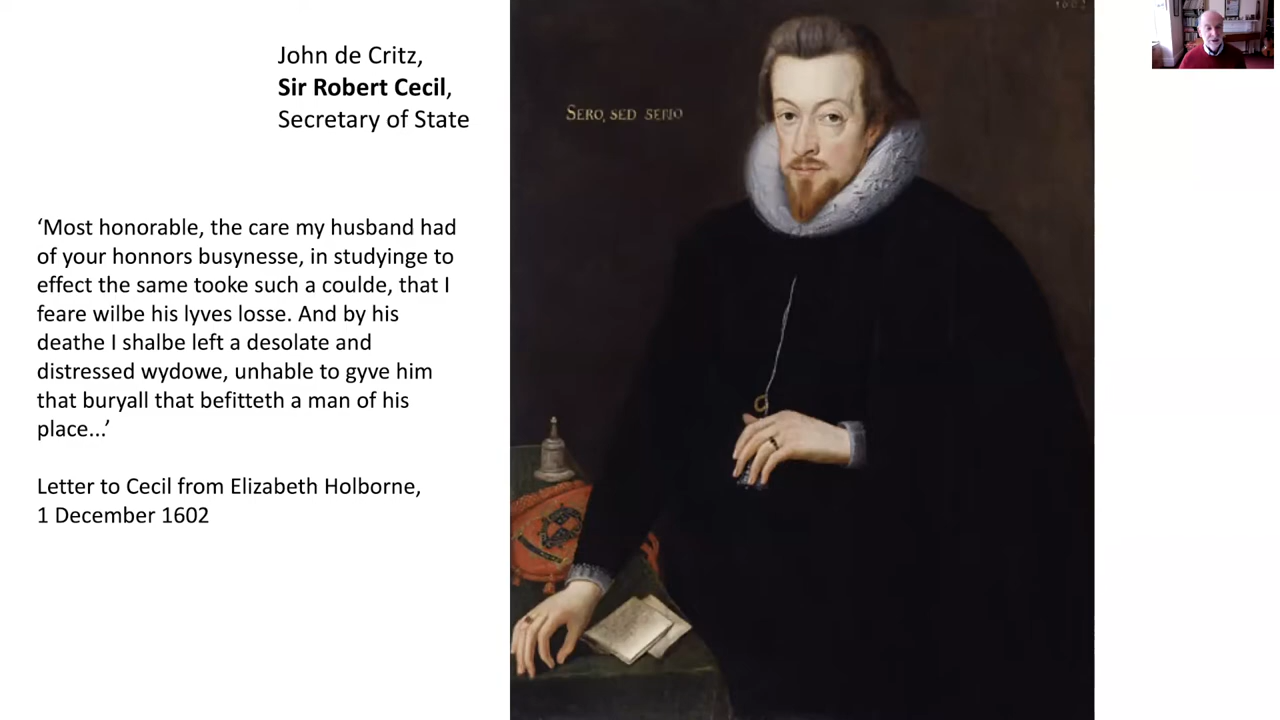 John de Critz,
Sir Robert Cecil,
Secretary of State
‘Most honorable, the care my husband had
of your honnors busynesse, in studyinge to
effect the same tooke such a coulde, that I
feare wilbe his lyves losse. And by his
deathe I shalbe left a desolate and
distressed wydowe, unhable to gyve him
that buryall that befitteth a man of his
place...’
Letter to Cecil from Elizabeth Holborne,
1 December 1602
SERO, SED SERIO